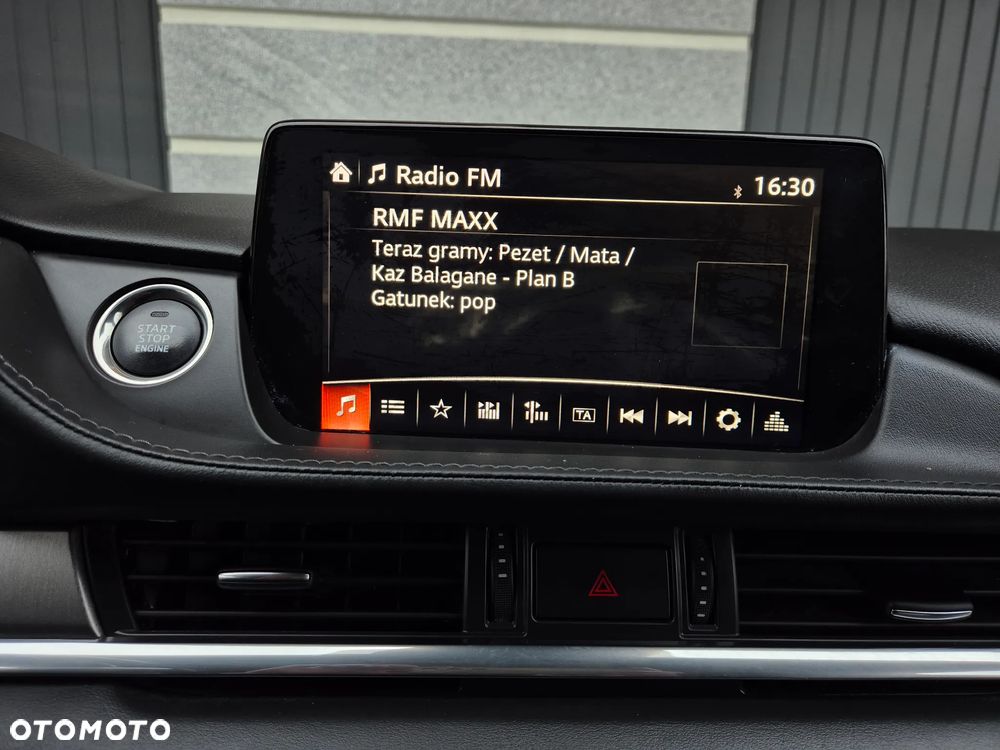 Radio FM
16:30
RMF MAXX
Teraz gramy: Pezet / Mata /
Kaz Balagane - Plan B
Gatunek: pop
START
STOP
ENGINE
TA
OTOMOTO